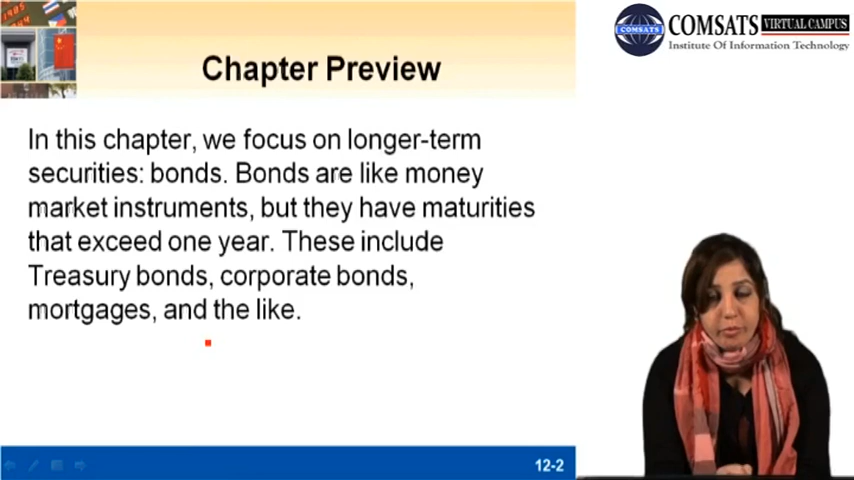 COMSATS VIRTUAL CAMPUS
COMSATS
Institute Of Information Technology
Chapter Preview
In this chapter, we focus on longer-term
securities: bonds. Bonds are like money
market instruments, but they have maturities
that exceed one year. These include
Treasury bonds, corporate bonds,
mortgages, and the like.
12-2